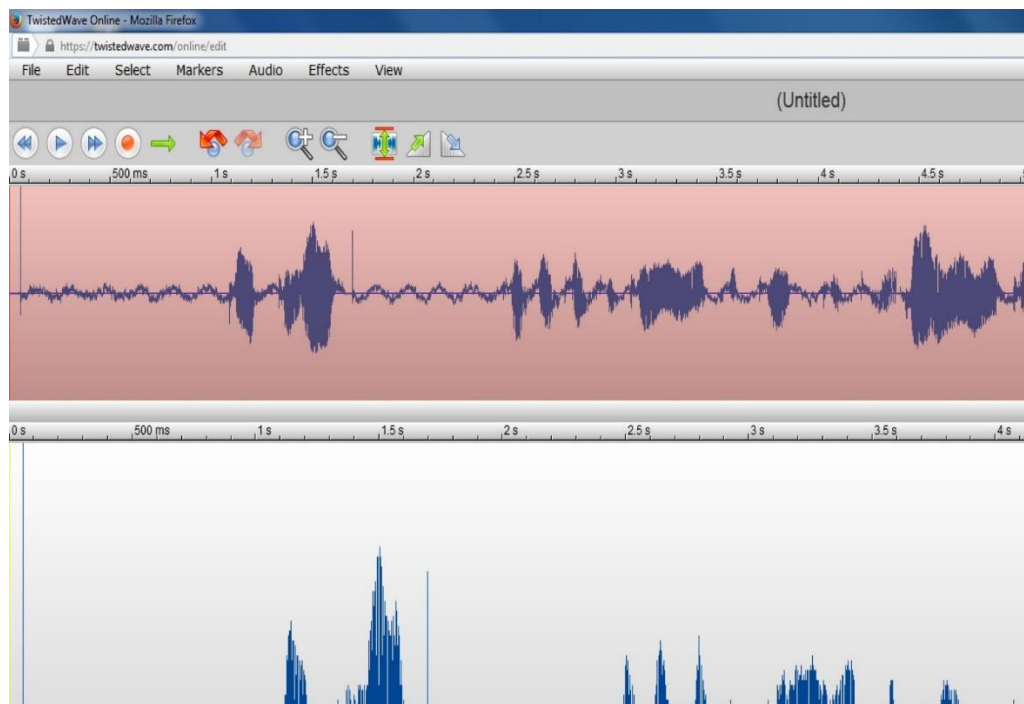 TwistedWave Online - Mozilla Firefox
https://twistedwave.com/online/edit
File Edit Select Markers Audio Effects View
(Untitled)
0 s 500 ms 1 s 1.5 s 2 s 2.5 s 3 s 3.5 s 4 s 4.5 s
0 s 500 ms 1 s 1.5 s 2 s 2.5 s 3 s 3.5 s 4 s